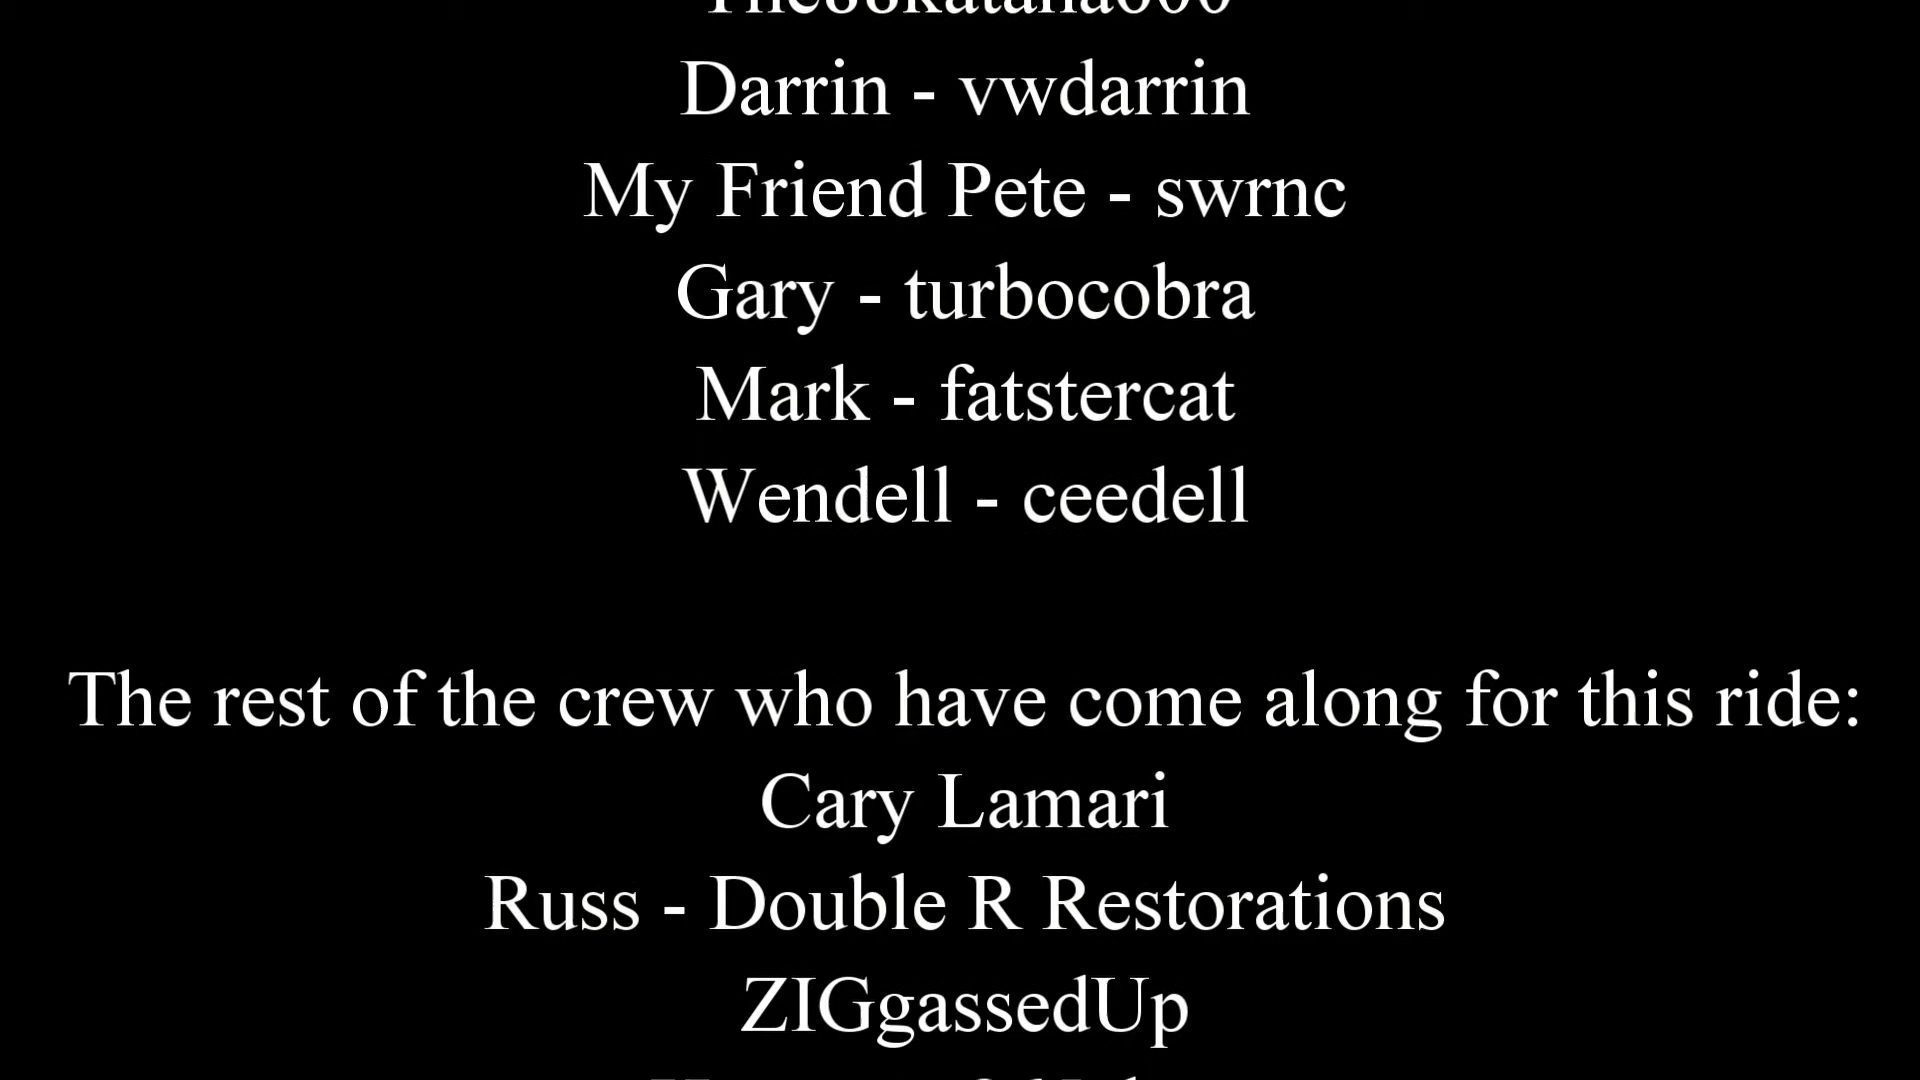 Darrin - vwdarrin
My Friend Pete - swrnc
Gary - turbocobra
Mark - fatstercat
Wendell - ceedell
The rest of the crew who have come along for this ride:
Cary Lamari
Russ - Double R Restorations
ZIGgassedUp